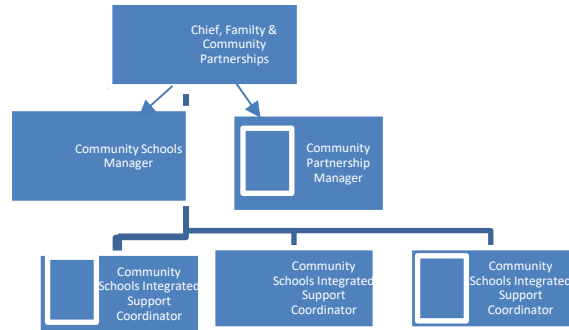 Chief, Familty &
Community
Partnerships
Community Schools
Manager
Community
Partnership
Manager
Community
Schools Integrated
Support
Coordinator
Community
Schools Integrated
Support
Coordinator
Community
Schools Integrated
Support
Coordinator